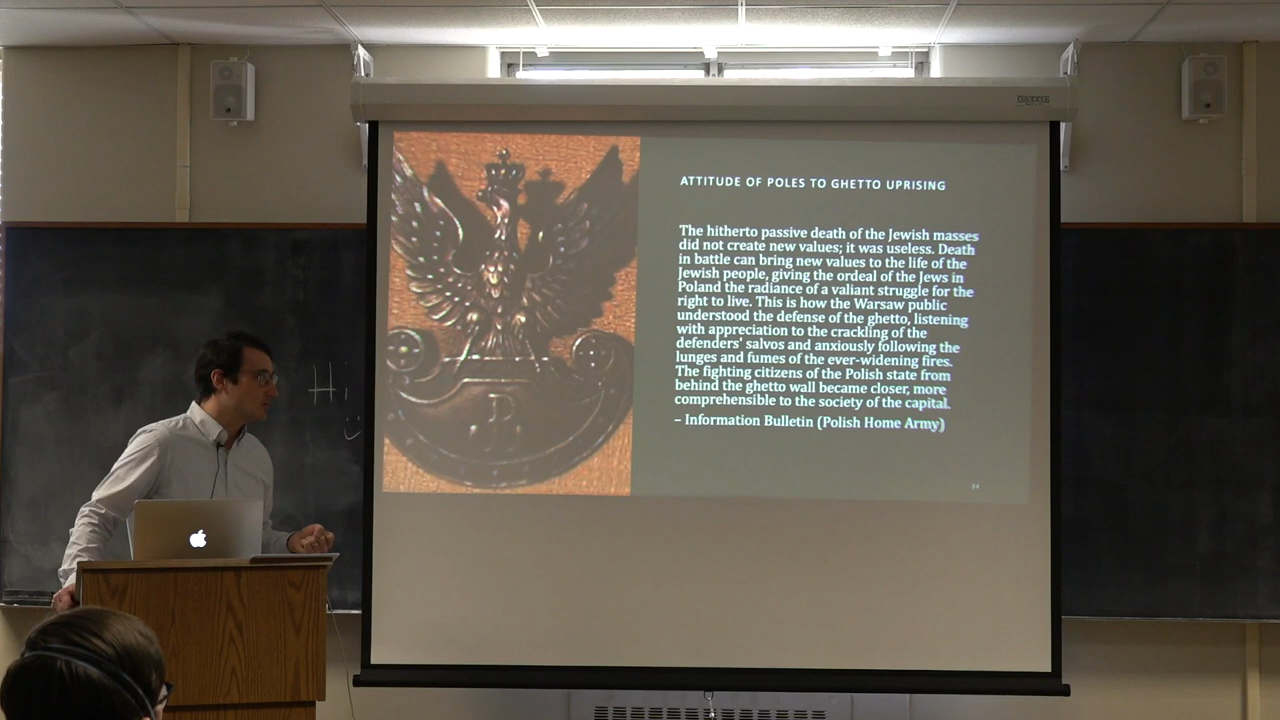 ATTITUDE OF POLES TO GHETTO UPRISING
The hitherto passive death of the Jewish masses
did not create new values; it was useless. Death
in battle can bring new values to the life of the
Jewish people, giving the ordeal of the Jews in
Poland the radiance of a valiant struggle for the
right to live. This is how the Warsaw public
understood the defense of the ghetto, listening
with appreciation to the crackling of the
defenders' salvos and anxiously following the
lunges and fumes of the ever-widening fires.
The fighting citizens of the Polish state from
behind the ghetto wall became closer, more
comprehensible to the society of the capital.
– Information Bulletin (Polish Home Army)
Hi